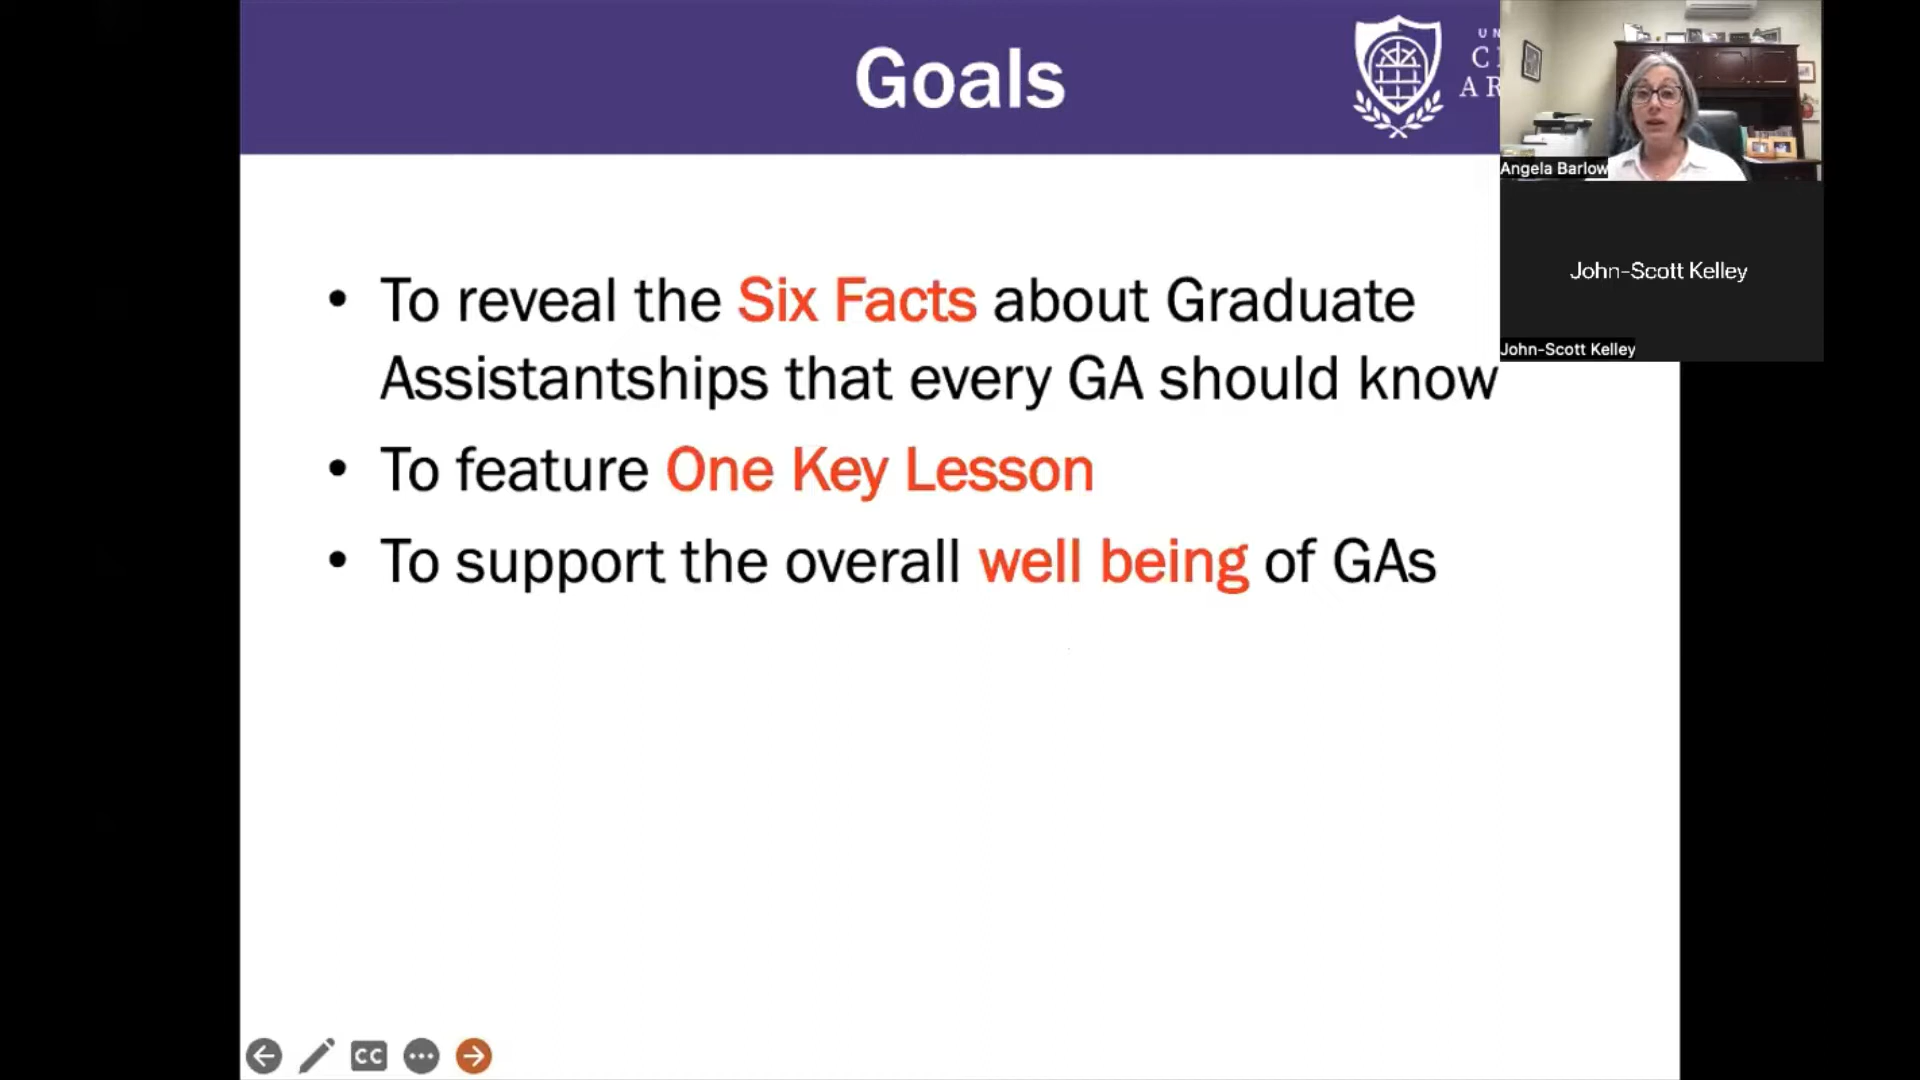 Goals
• To reveal the Six Facts about Graduate
Assistantships that every GA should know
• To feature One Key Lesson
• To support the overall well being of GAs
Angela Barlow
John-Scott Kelley
John-Scott Kelley
CC